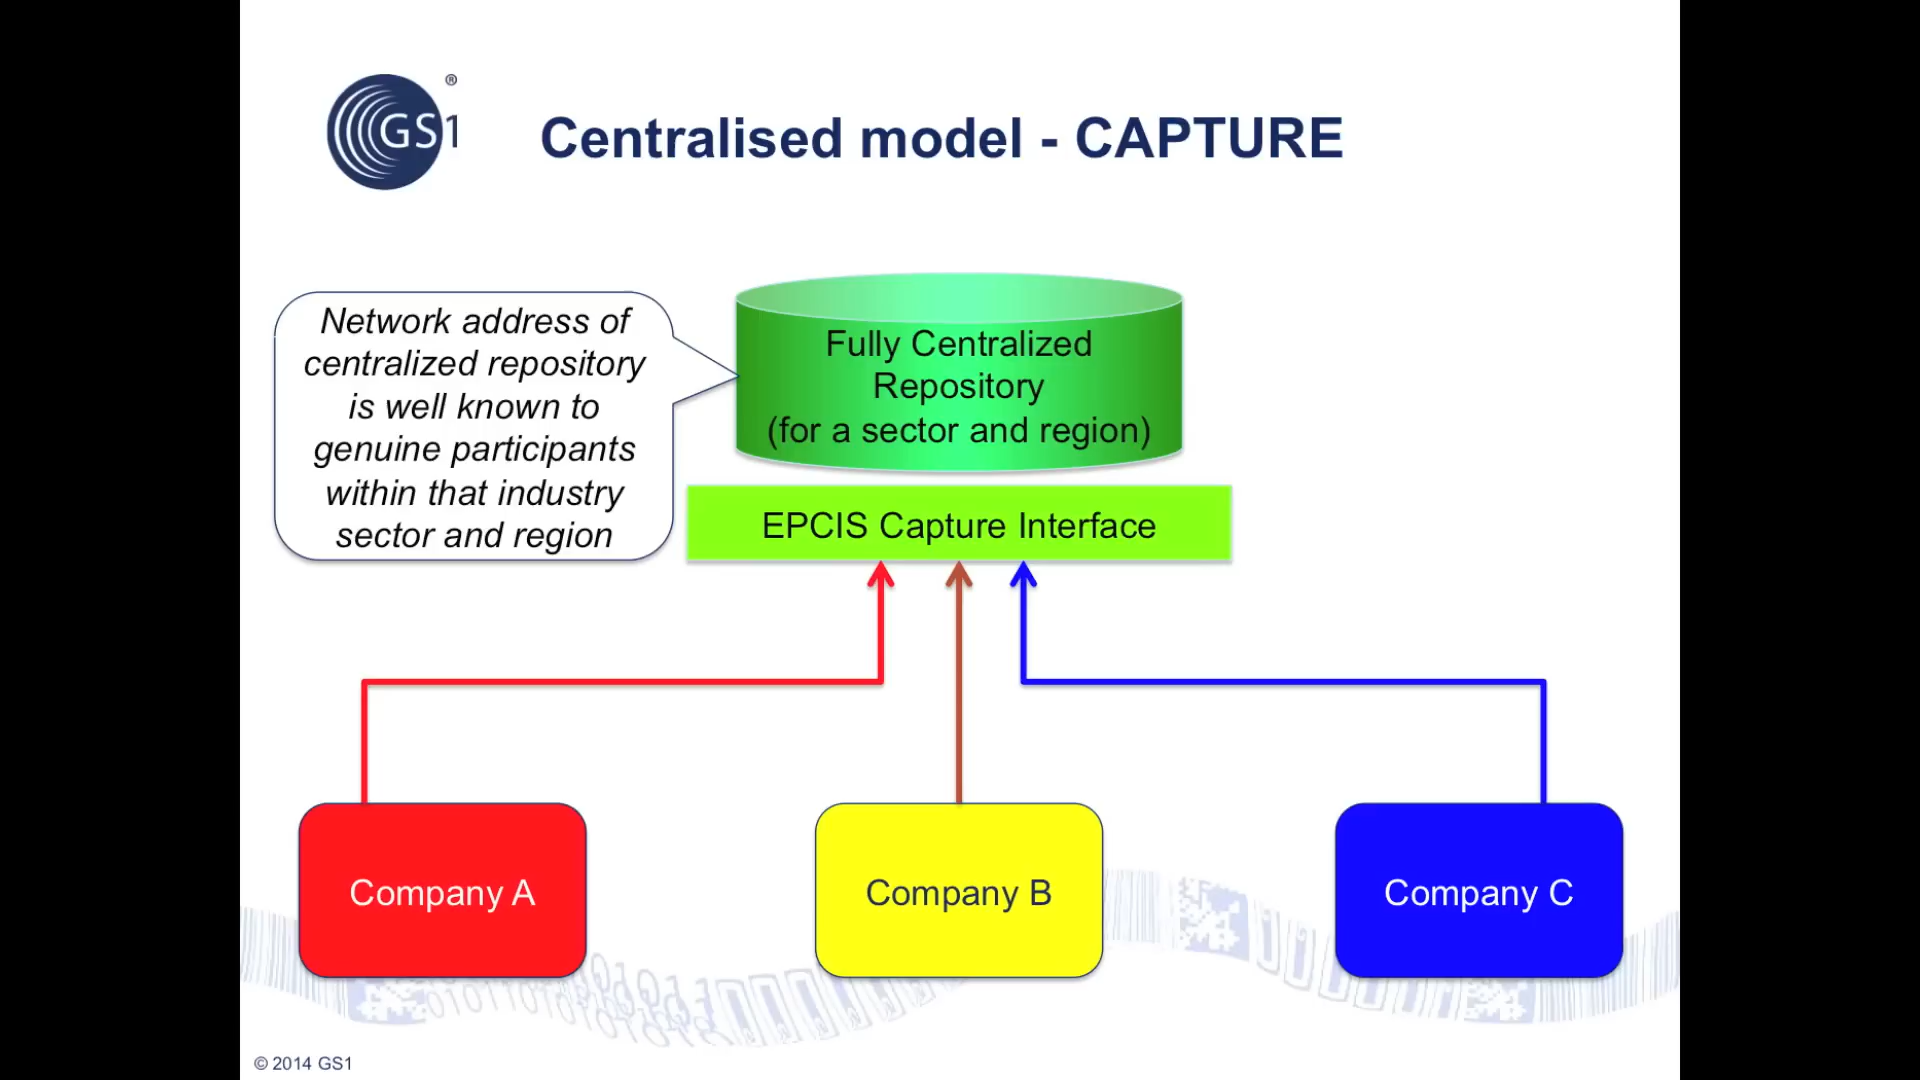 GS1 ®
Centralised model - CAPTURE
Network address of
centralized repository
is well known to
genuine participants
within that industry
sector and region
Fully Centralized
Repository
(for a sector and region)
EPCIS Capture Interface
Company A
Company B
Company C
© 2014 GS1